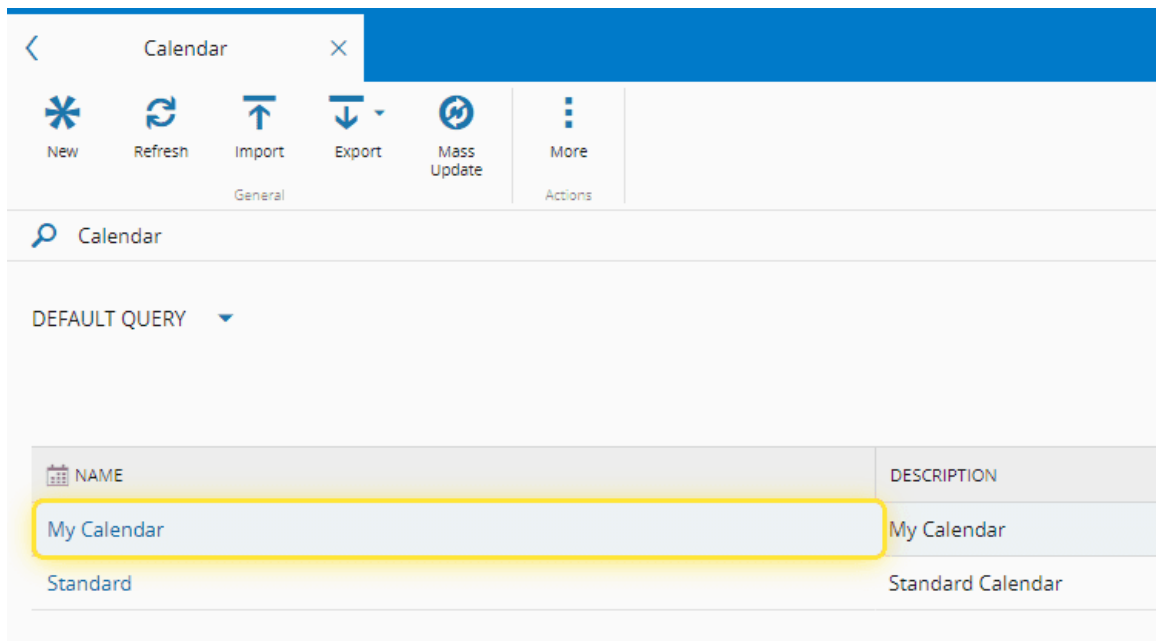 Calendar
New Refresh Import Export Mass Update More
General Actions
Calendar
DEFAULT QUERY
NAME DESCRIPTION
My Calendar My Calendar
Standard Standard Calendar